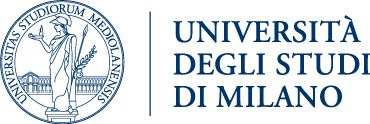 UNIVERSITAS STUDIORUM MEDIOLANENSIS
UNIVERSITÀ
DEGLI STUDI
DI MILANO